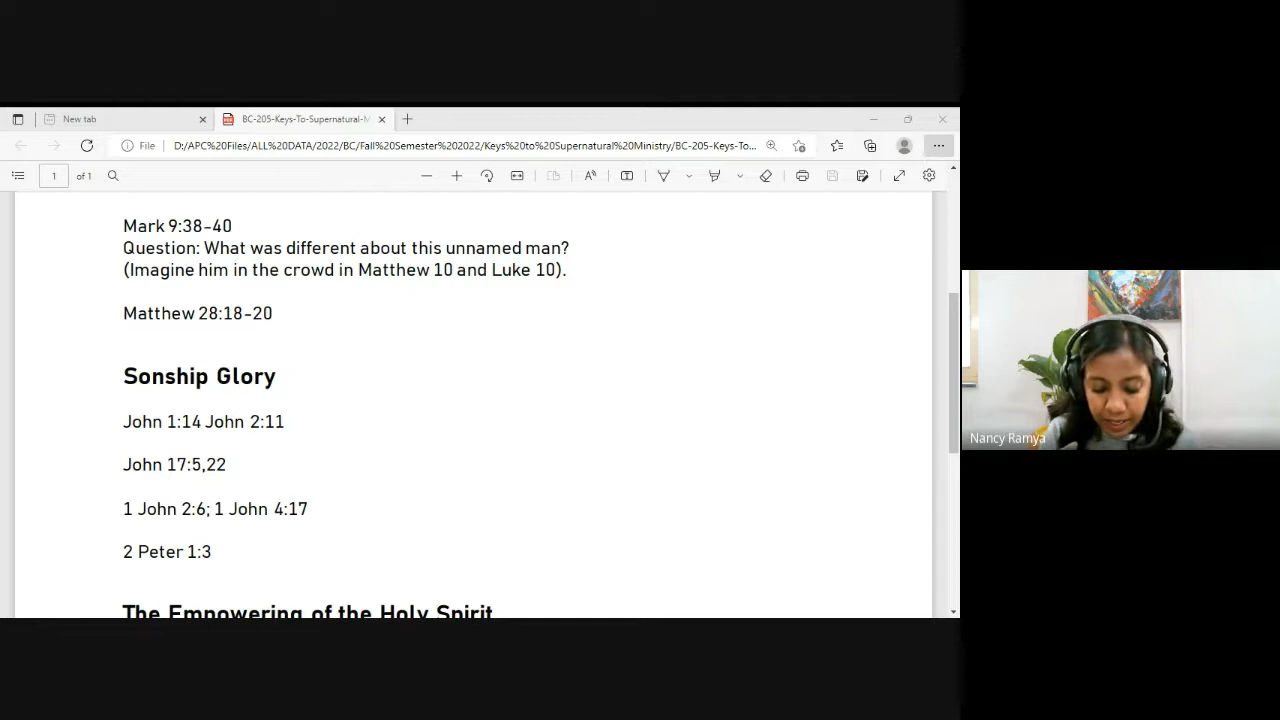 New tab
BC-205-Keys-To-Supernatural-M
File
D:/APC%20Files/ALL%20DATA/2022/BC/Fall%20Semester%202022/Keys%20to%20Supernatural%20Ministry/BC-205-Keys-To...
1 of 1
Mark 9:38-40
Question: What was different about this unnamed man?
(Imagine him in the crowd in Matthew 10 and Luke 10).
Matthew 28:18-20
Sonship Glory
John 1:14 John 2:11
John 17:5,22
1 John 2:6; 1 John 4:17
2 Peter 1:3
The Empowering of the Holy Spirit
Nancy Ramya